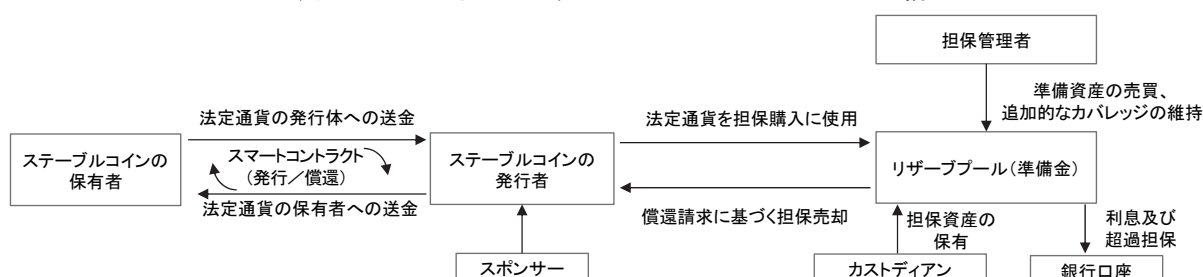 担保管理者
準備資産の売買、
追加的なカバレッジの維持
法定通貨の発行体への送金
法定通貨を担保購入に使用
ステーブルコインの
保有者
スマートコントラクト
(発行/償還)
ステーブルコインの
発行者
リザーブプール(準備金)
法定通貨の保有者への送金
償還請求に基づく担保売却
担保資産の
保有
利息及び
超過担保
スポンサー
カストディアン
銀行口座